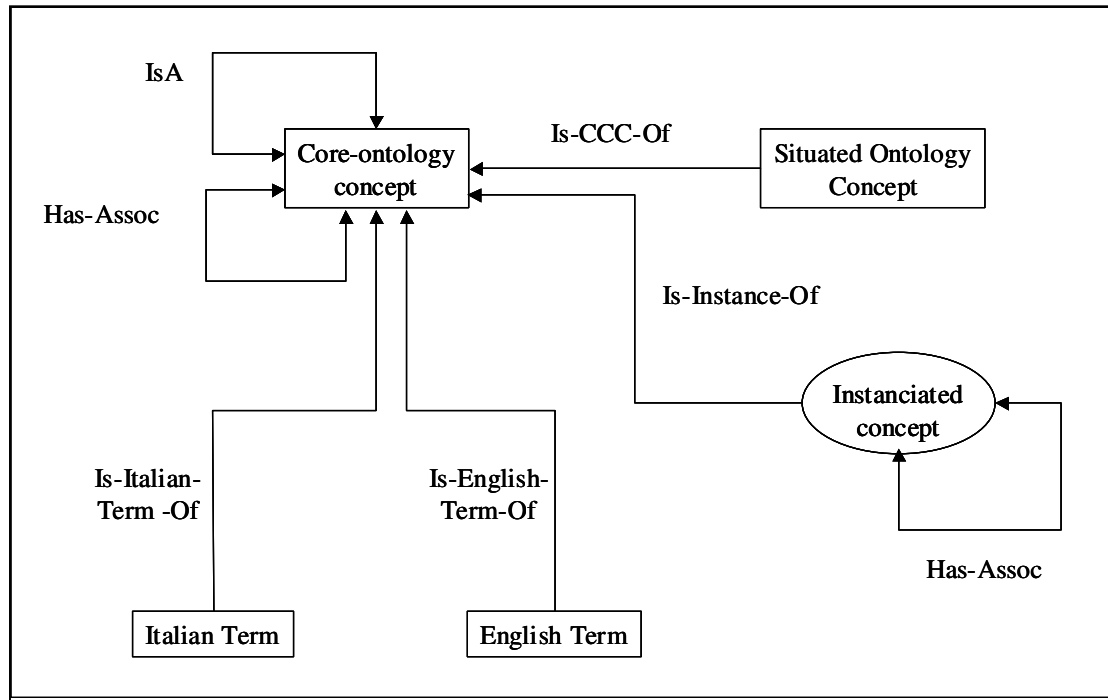 IsA
Is-CCC-Of
Core-ontology
concept
Situated Ontology
Concept
Has-Assoc
Is-Instance-Of
Instanciated
concept
Is-Italian-
Term -Of
Is-English-
Term-Of
Has-Assoc
Italian Term
English Term